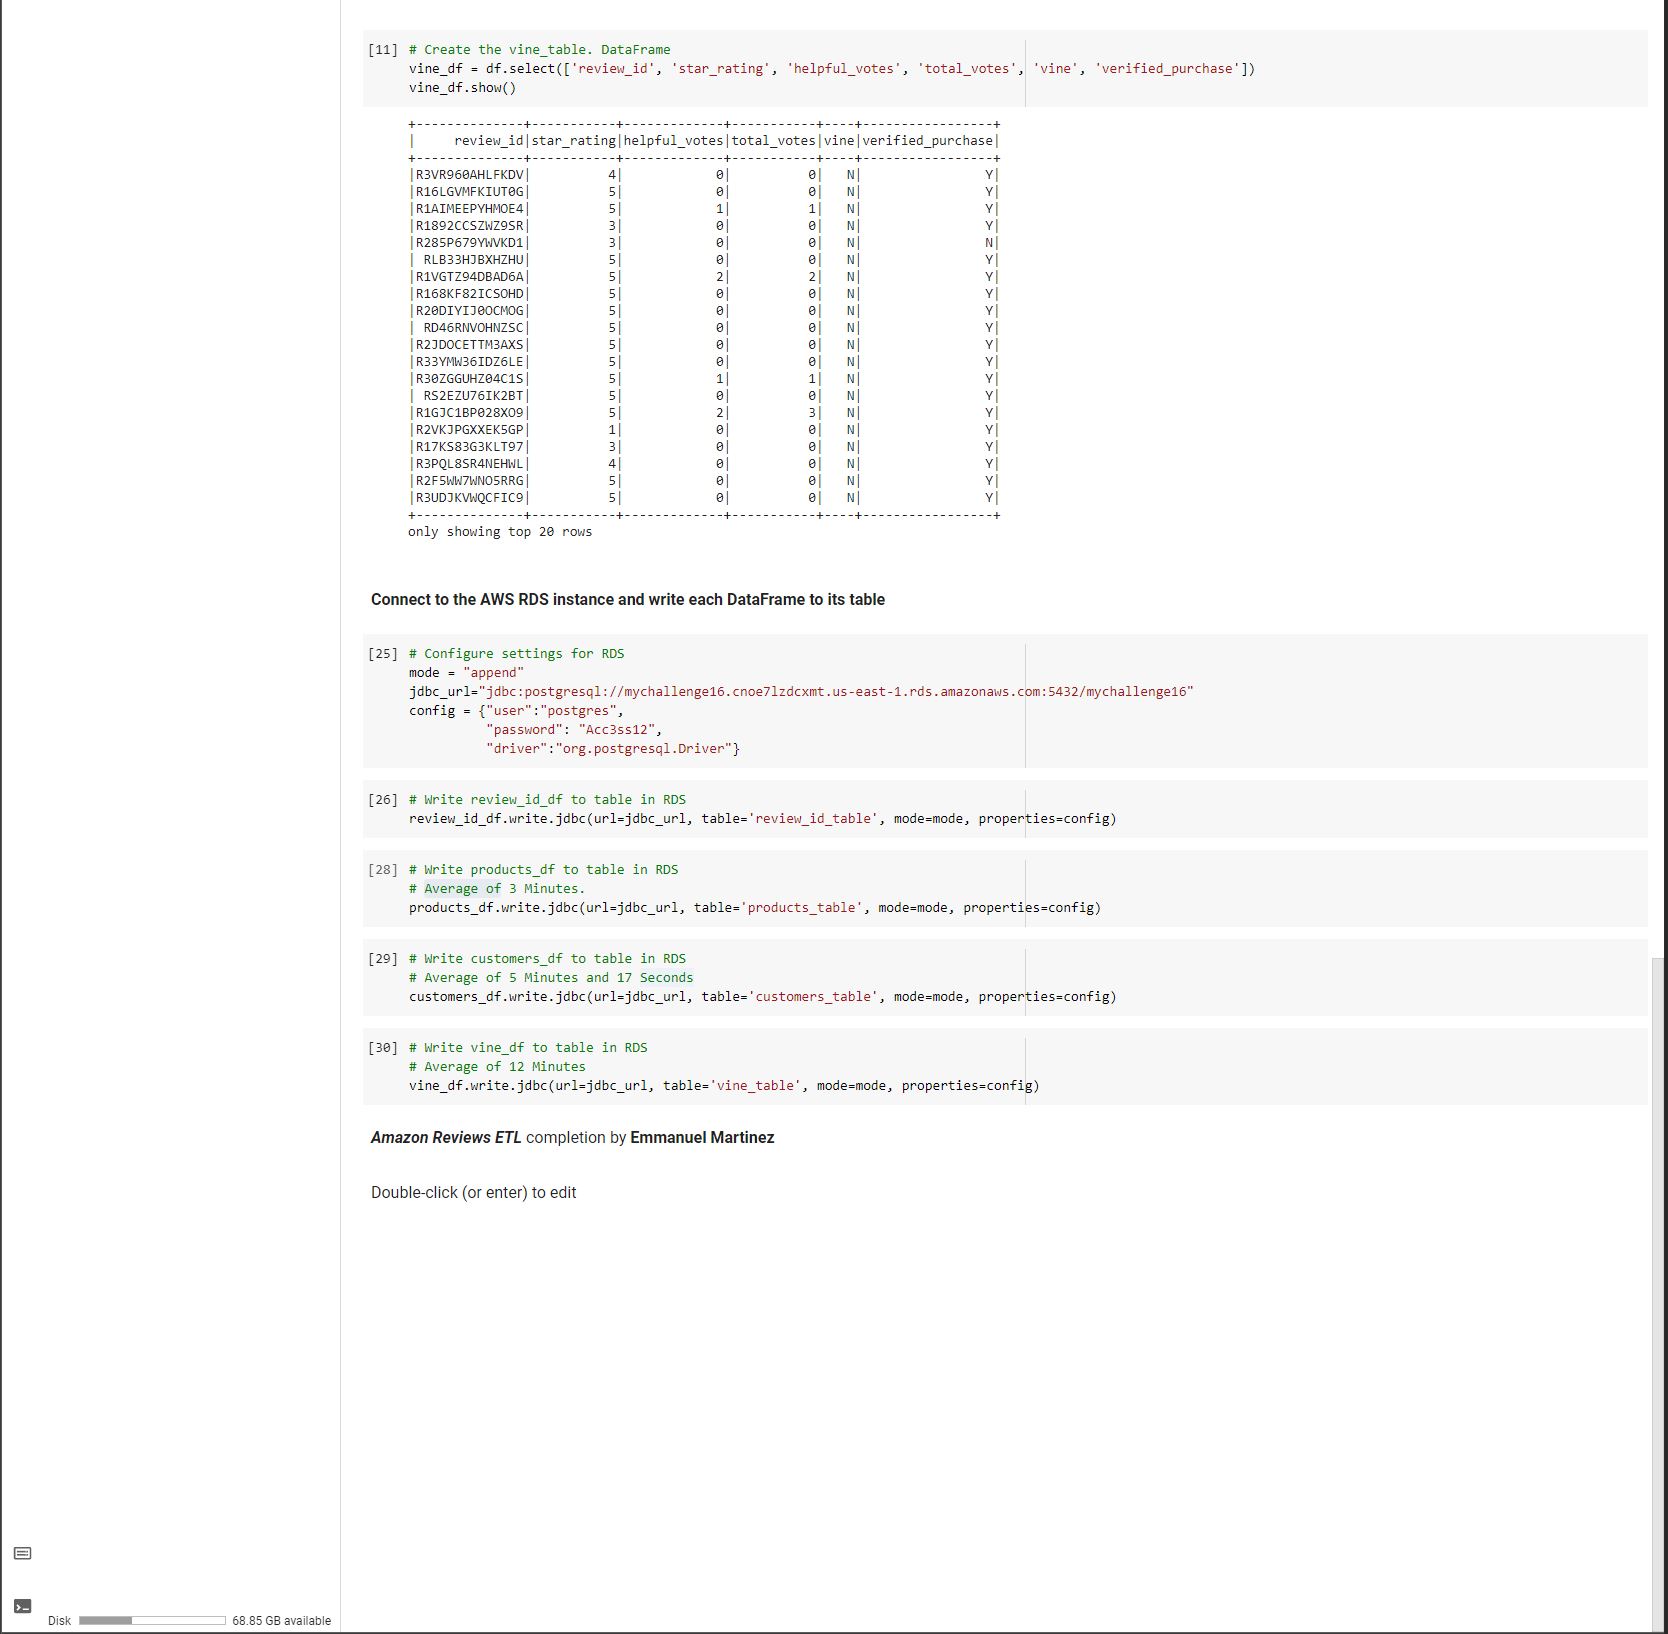 [11] # Create the vine_table. DataFrame
vine_df = df.select(['review_id', 'star_rating', 'helpful_votes', 'total_votes', 'vine', 'verified_purchase'])
vine_df.show()
+--------------+-----------+-------------+-----------+----+-----------------+
|     review_id|star_rating|helpful_votes|total_votes|vine|verified_purchase|
+--------------+-----------+-------------+-----------+----+-----------------+
|R3VR960AHLFKDV|          4|            0|          0|   N|                Y|
|R16LGVMFKIUT0G|          5|            0|          0|   N|                Y|
|R1AIMEEPYHMOE4|          5|            1|          1|   N|                Y|
|R1892CCSZWZ9SR|          3|            0|          0|   N|                Y|
|R285P679YWVKD1|          3|            0|          0|   N|                N|
| RLB33HJBXHZHU|          5|            0|          0|   N|                Y|
|R1VGTZ94DBAD6A|          5|            2|          2|   N|                Y|
|R168KF82ICSOHD|          5|            0|          0|   N|                Y|
|R20DIYIJ0OCMOG|          5|            0|          0|   N|                Y|
| RD46RNVOHNZSC|          5|            0|          0|   N|                Y|
|R2JDOCETTM3AXS|          5|            0|          0|   N|                Y|
|R33YMW36IDZ6LE|          5|            0|          0|   N|                Y|
|R30ZGGUHZ04C1S|          5|            1|          1|   N|                Y|
| RS2EZU76IK2BT|          5|            0|          0|   N|                Y|
|R1GJC1BP028XO9|          5|            2|          3|   N|                Y|
|R2VKJPGXXEK5GP|          1|            0|          0|   N|                Y|
|R17KS83G3KLT97|          3|            0|          0|   N|                Y|
|R3PQL8SR4NEHWL|          4|            0|          0|   N|                Y|
|R2F5WW7WNO5RRG|          5|            0|          0|   N|                Y|
|R3UDJKVWQCFIC9|          5|            0|          0|   N|                Y|
+--------------+-----------+-------------+-----------+----+-----------------+
only showing top 20 rows
Connect to the AWS RDS instance and write each DataFrame to its table
[25] # Configure settings for RDS
mode = "append"
jdbc_url="jdbc:postgresql://mychallenge16.cnoe7lzdcxmt.us-east-1.rds.amazonaws.com:5432/mychallenge16"
config = {"user":"postgres",
"password": "Acc3ss12",
"driver":"org.postgresql.Driver"}
[26] # Write review_id_df to table in RDS
review_id_df.write.jdbc(url=jdbc_url, table='review_id_table', mode=mode, properties=config)
[28] # Write products_df to table in RDS
# Average of 3 Minutes.
products_df.write.jdbc(url=jdbc_url, table='products_table', mode=mode, properties=config)
[29] # Write customers_df to table in RDS
# Average of 5 Minutes and 17 Seconds
customers_df.write.jdbc(url=jdbc_url, table='customers_table', mode=mode, properties=config)
[30] # Write vine_df to table in RDS
# Average of 12 Minutes
vine_df.write.jdbc(url=jdbc_url, table='vine_table', mode=mode, properties=config)
Amazon Reviews ETL completion by Emmanuel Martinez
Double-click (or enter) to edit
Disk 68.85 GB available